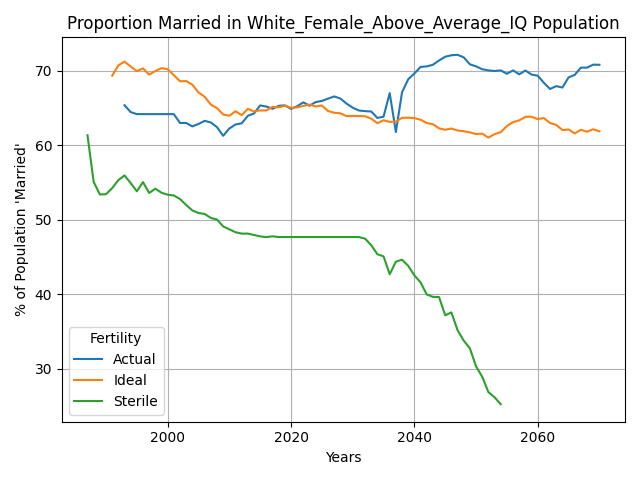 Proportion Married in White_Female_Above_Average_IQ Population
% of Population 'Married'
70
60
50
40
30
Fertility
Actual
Ideal
Sterile
2000 2020 2040 2060
Years